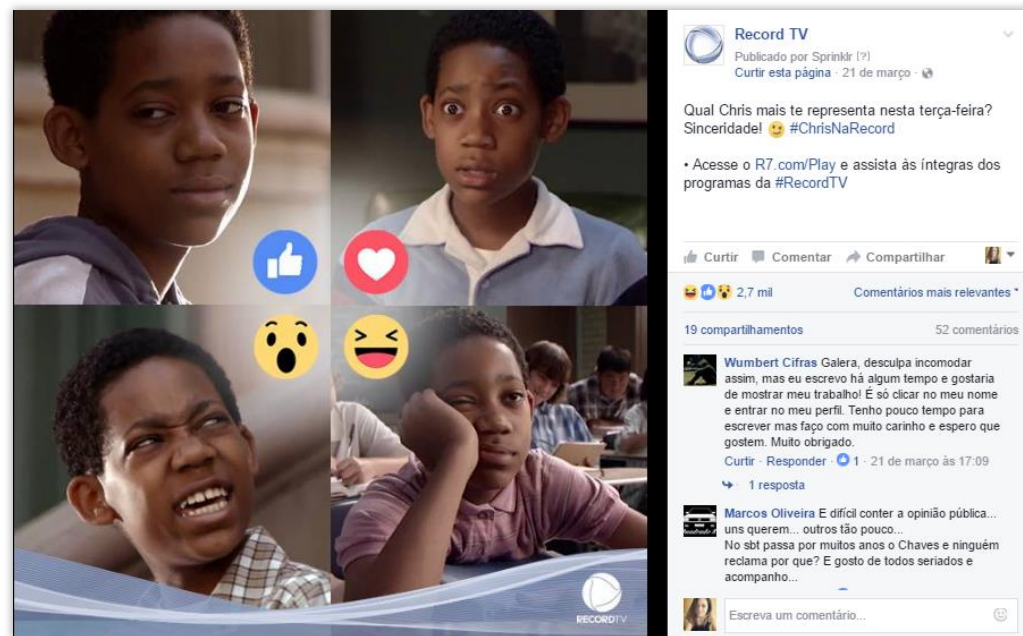 RECORDTV
Record TV
Publicado por Sprinklr [?]
Curtir esta página · 21 de março ·
Qual Chris mais te representa nesta terça-feira?
Sinceridade! #ChrisNaRecord
• Acesse o R7.com/Play e assista às íntegras dos
programas da #RecordTV
Curtir Comentar Compartilhar
2,7 mil Comentários mais relevantes
19 compartilhamentos 52 comentários
Wumbert Cifras Galera, desculpa incomodar
assim, mas eu escrevo há algum tempo e gostaria
de mostrar meu trabalho! É só clicar no meu nome
e entrar no meu perfil. Tenho pouco tempo para
escrever mas faço com muito carinho e espero que
gostem. Muito obrigado.
Curtir · Responder · 1 · 21 de março às 17:09
1 resposta
Marcos Oliveira E difícil conter a opinião pública...
uns querem... outros tão pouco...
No sbt passa por muitos anos o Chaves e ninguém
reclama por que? E gosto de todos seriados e
acompanho...
Escreva um comentário...